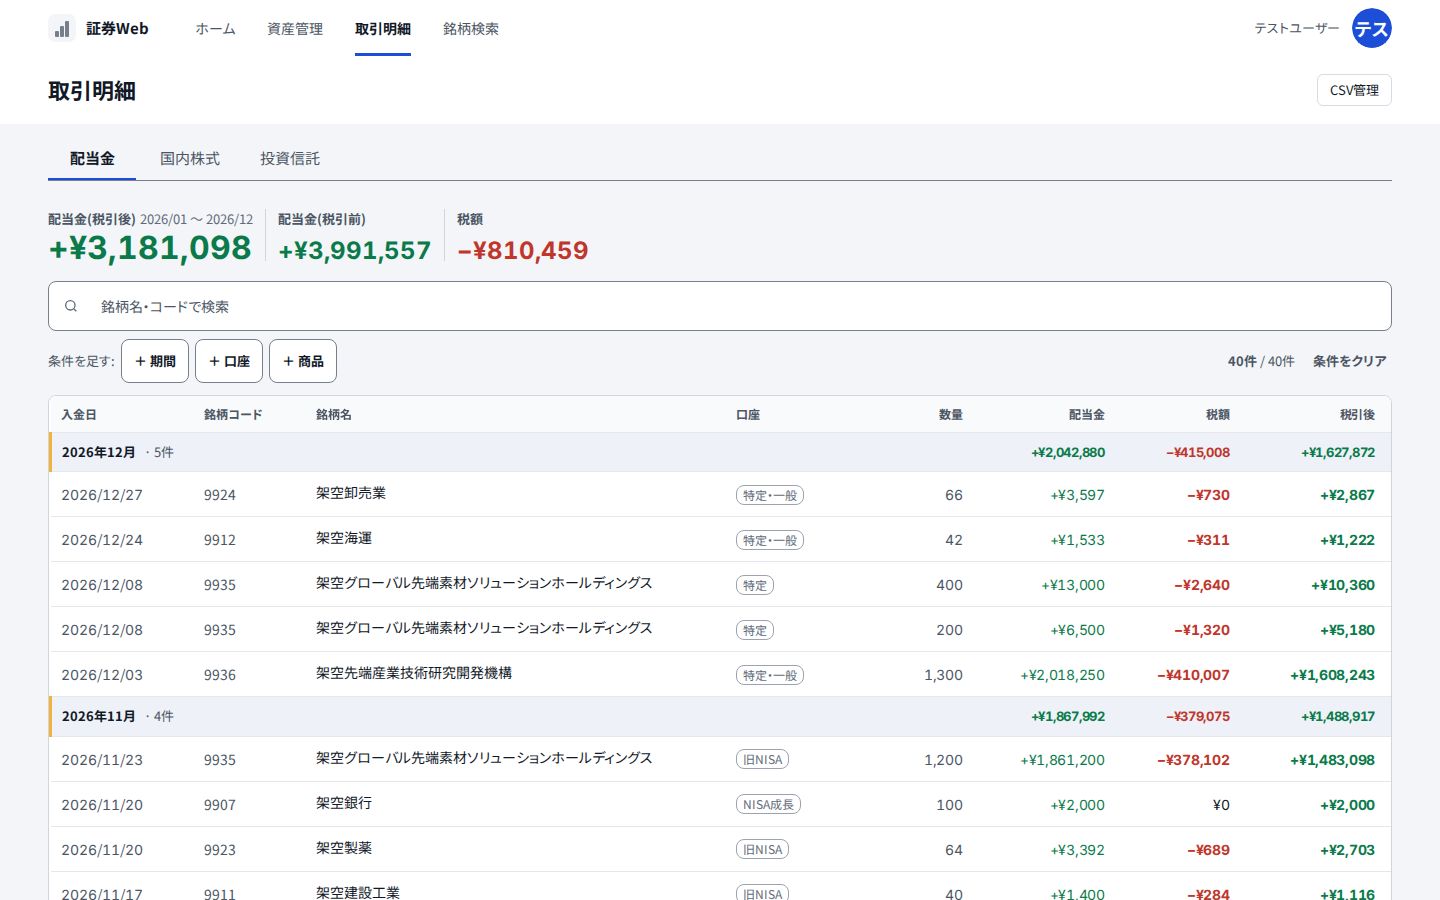 証券Web ホーム 資産管理 取引明細 銘柄検索 テストユーザー テス
取引明細 CSV管理
配当金 国内株式 投資信託
配当金(税引後) 2026/01 〜 2026/12 配当金(税引前) 税額
+¥3,181,098 +¥3,991,557 −¥810,459
銘柄名・コードで検索
条件を足す: ＋ 期間 ＋ 口座 ＋ 商品 40件 / 40件 条件をクリア
入金日 銘柄コード 銘柄名 口座 数量 配当金 税額 税引後
2026年12月 · 5件 +¥2,042,880 −¥415,008 +¥1,627,872
2026/12/27 9924 架空卸売業 特定・一般 66 +¥3,597 −¥730 +¥2,867
2026/12/24 9912 架空海運 特定・一般 42 +¥1,533 −¥311 +¥1,222
2026/12/08 9935 架空グローバル先端素材ソリューションホールディングス 特定 400 +¥13,000 −¥2,640 +¥10,360
2026/12/08 9935 架空グローバル先端素材ソリューションホールディングス 特定 200 +¥6,500 −¥1,320 +¥5,180
2026/12/03 9936 架空先端産業技術研究開発機構 特定・一般 1,300 +¥2,018,250 −¥410,007 +¥1,608,243
2026年11月 · 4件 +¥1,867,992 −¥379,075 +¥1,488,917
2026/11/23 9935 架空グローバル先端素材ソリューションホールディングス 旧NISA 1,200 +¥1,861,200 −¥378,102 +¥1,483,098
2026/11/20 9907 架空銀行 NISA成長 100 +¥2,000 ¥0 +¥2,000
2026/11/20 9923 架空製薬 旧NISA 64 +¥3,392 −¥689 +¥2,703
2026/11/17 9911 架空建設工業 旧NISA 40 +¥1,400 −¥284 +¥1,116